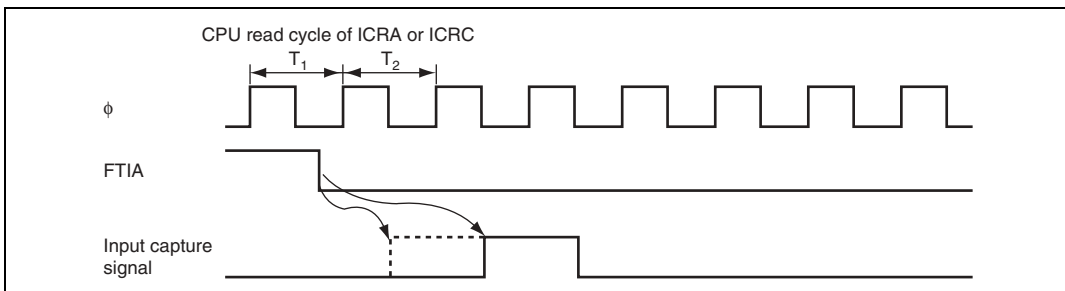 CPU read cycle of ICRA or ICRC
T1 T2
ϕ
FTIA
Input capture
signal